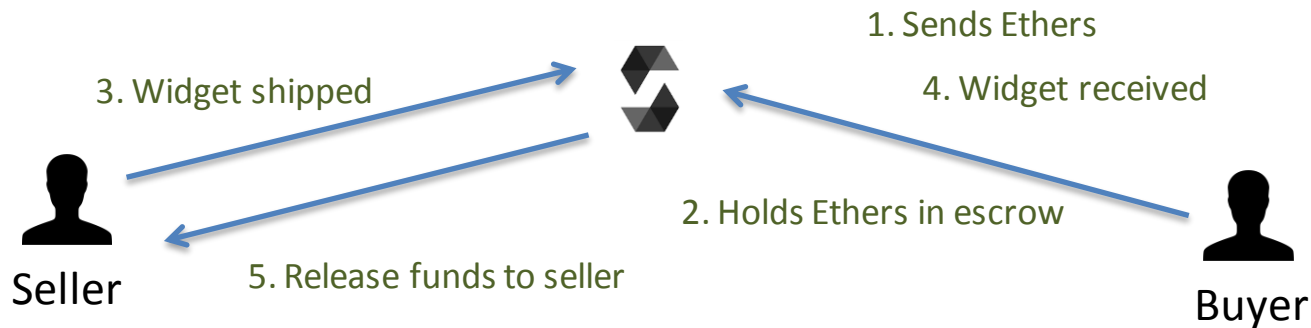 1. Sends Ethers
3. Widget shipped
4. Widget received
2. Holds Ethers in escrow
5. Release funds to seller
Seller
Buyer